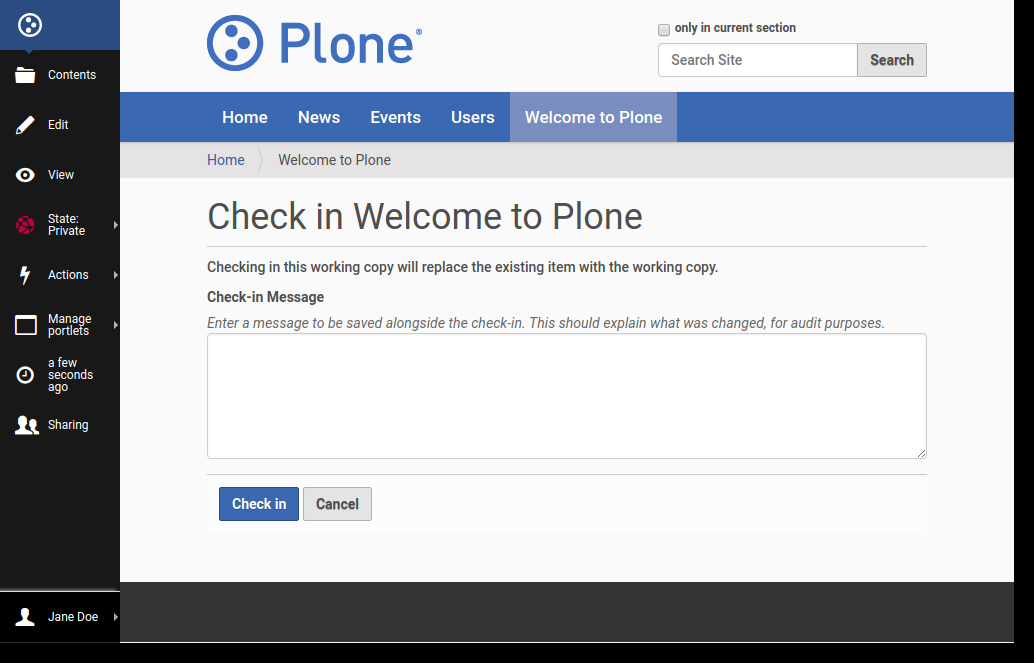 Contents
Edit
View
State:
Private
Actions
Manage
portlets
a few
seconds
ago
Sharing
Jane Doe
Plone®
only in current section
Search Site
Search
Home
News
Events
Users
Welcome to Plone
Home
Welcome to Plone
Check in Welcome to Plone
Checking in this working copy will replace the existing item with the working copy.
Check-in Message
Enter a message to be saved alongside the check-in. This should explain what was changed, for audit purposes.
Check in
Cancel